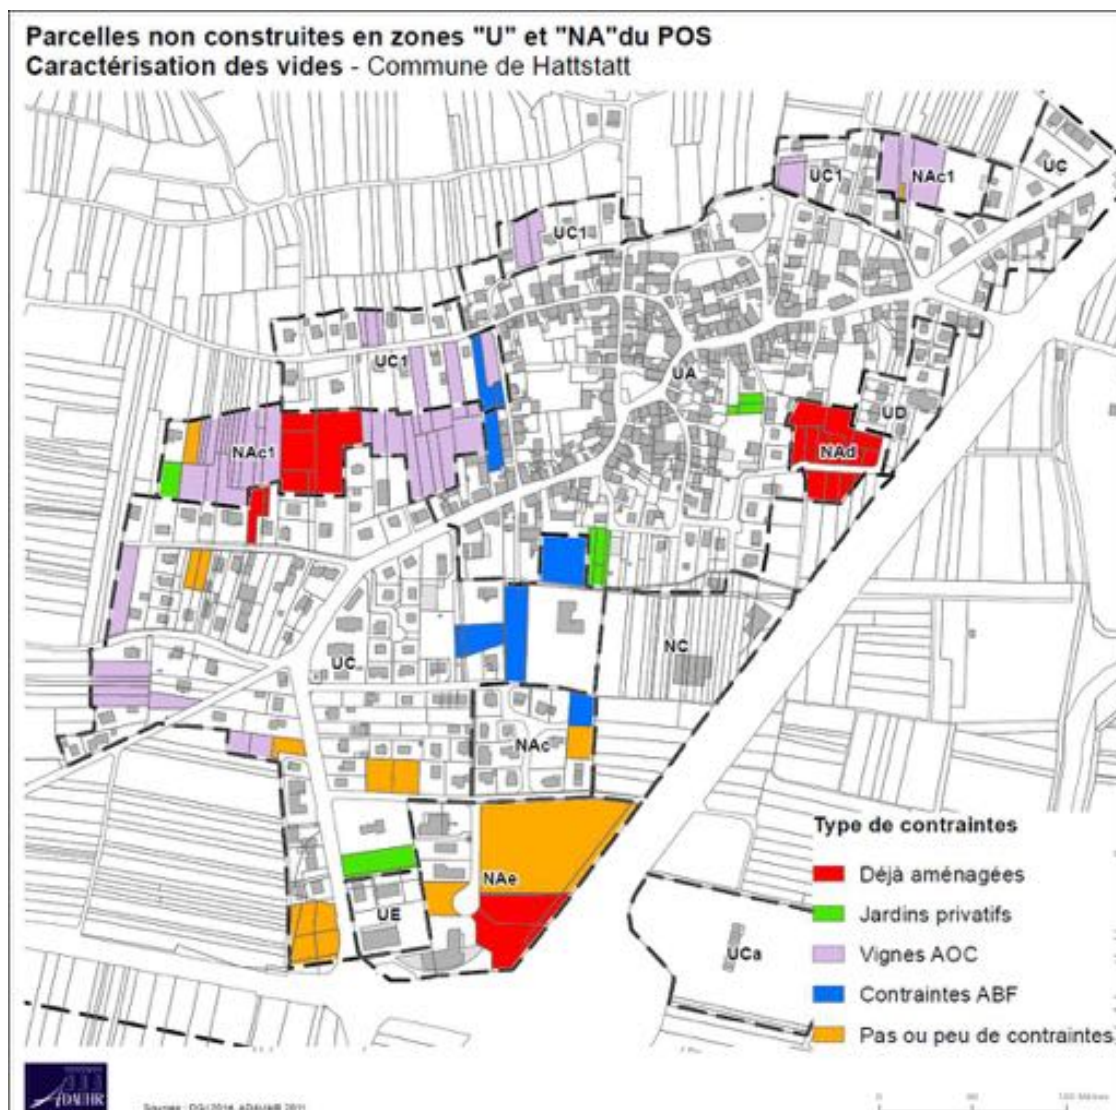 Parcelles non construites en zones "U" et "NA"du POS
Caractérisation des vides - Commune de Hattstatt
UC
UC1
NAc1
UC1
UC1
UA
UD
NAc1
NAd
NC
UC
NAc
Type de contraintes
Déjà aménagées
NAe
Jardins privatifs
UE
UCa
Vignes AOC
Contraintes ABF
Pas ou peu de contraintes
ADAUHR